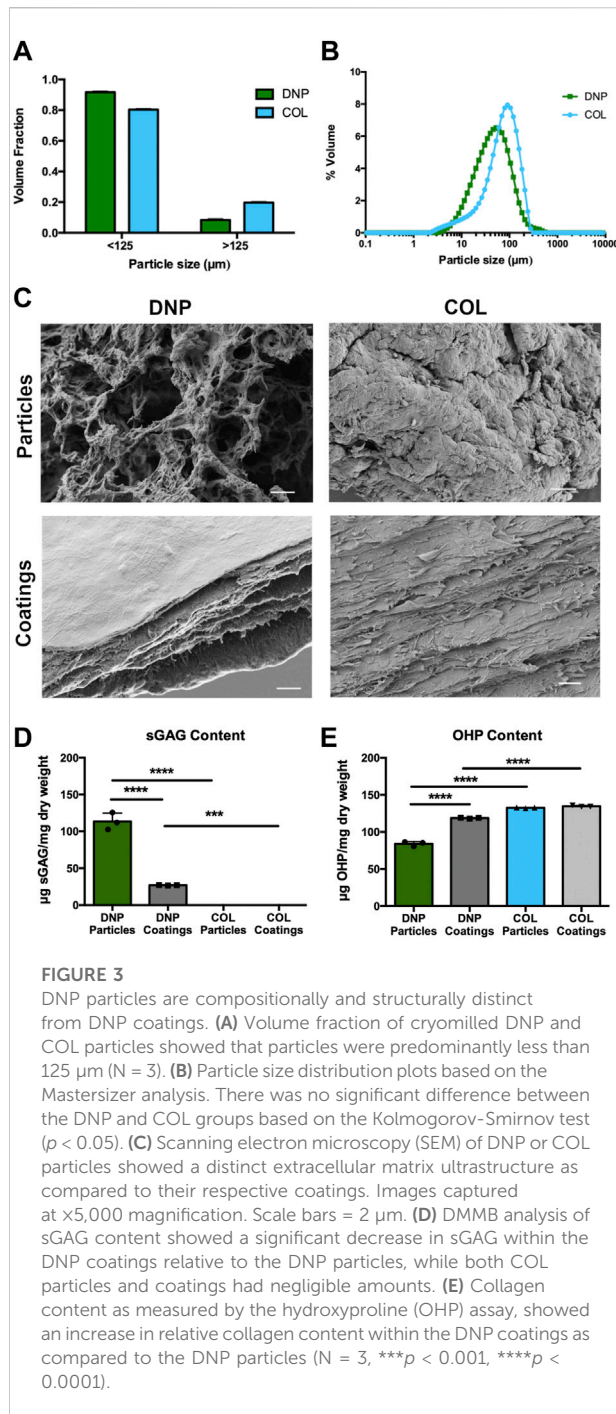 A
B
1.0
0.8
0.6
0.4
0.2
0.0
Volume Fraction
DNP
COL
<125
>125
Particle size (µm)
10
8
6
4
2
0
% Volume
DNP
COL
0.1
1
10
100
1000
10000
Particle size (µm)
C
DNP
COL
Particles
Coatings
D
sGAG Content
200
150
100
50
0
µg sGAG/mg dry weight
****
****
***
DNP Particles
DNP Coatings
COL Particles
COL Coatings
E
OHP Content
200
150
100
50
0
µg OHP/mg dry weight
****
****
****
DNP Particles
DNP Coatings
COL Particles
COL Coatings
FIGURE 3
DNP particles are compositionally and structurally distinct
from DNP coatings. (A) Volume fraction of cryomilled DNP and
COL particles showed that particles were predominantly less than
125 µm (N = 3). (B) Particle size distribution plots based on the
Mastersizer analysis. There was no significant difference between
the DNP and COL groups based on the Kolmogorov-Smirnov test
(p < 0.05). (C) Scanning electron microscopy (SEM) of DNP or COL
particles showed a distinct extracellular matrix ultrastructure as
compared to their respective coatings. Images captured
at ×5,000 magnification. Scale bars = 2 µm. (D) DMMB analysis of
sGAG content showed a significant decrease in sGAG within the
DNP coatings relative to the DNP particles, while both COL
particles and coatings had negligible amounts. (E) Collagen
content as measured by the hydroxyproline (OHP) assay, showed
an increase in relative collagen content within the DNP coatings as
compared to the DNP particles (N = 3, ***p < 0.001, ****p <
0.0001).